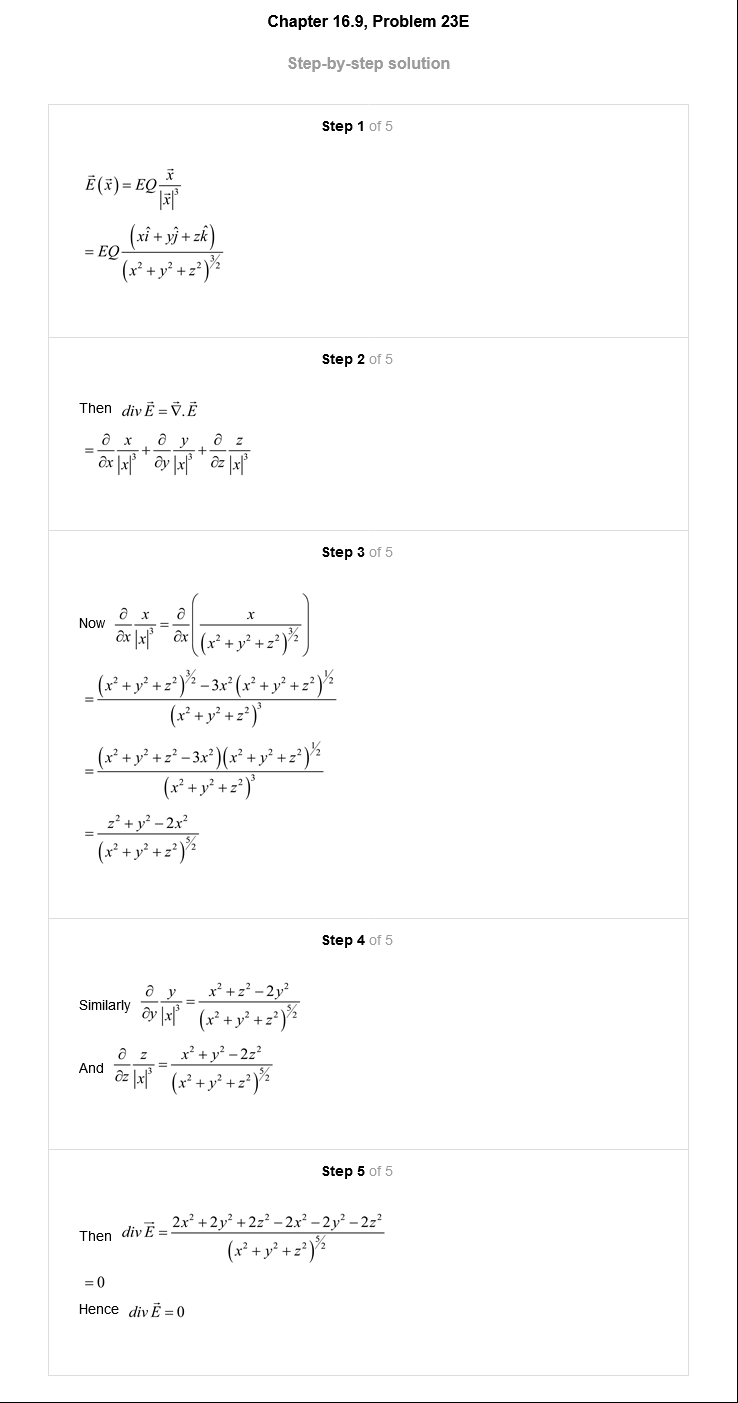 Chapter 16.9, Problem 23E
Step-by-step solution
Step 1 of 5
$\vec{E}(\vec{x}) = EQ\frac{\vec{x}}{|\vec{x}|^3}$
$= EQ\frac{(x\hat{i} + y\hat{j} + z\hat{k})}{(x^2 + y^2 + z^2)^{3/2}}$
Step 2 of 5
Then $div\,\vec{E} = \vec{\nabla}.\vec{E}$
$= \frac{\partial}{\partial x}\frac{x}{|x|^3} + \frac{\partial}{\partial y}\frac{y}{|x|^3} + \frac{\partial}{\partial z}\frac{z}{|x|^3}$
Step 3 of 5
Now $\frac{\partial}{\partial x}\frac{x}{|x|^3} = \frac{\partial}{\partial x}\left(\frac{x}{(x^2 + y^2 + z^2)^{3/2}}\right)$
$= \frac{(x^2 + y^2 + z^2)^{3/2} - 3x^2(x^2 + y^2 + z^2)^{1/2}}{(x^2 + y^2 + z^2)^3}$
$= \frac{(x^2 + y^2 + z^2 - 3x^2)(x^2 + y^2 + z^2)^{1/2}}{(x^2 + y^2 + z^2)^3}$
$= \frac{z^2 + y^2 - 2x^2}{(x^2 + y^2 + z^2)^{5/2}}$
Step 4 of 5
Similarly $\frac{\partial}{\partial y}\frac{y}{|x|^3} = \frac{x^2 + z^2 - 2y^2}{(x^2 + y^2 + z^2)^{5/2}}$
And $\frac{\partial}{\partial z}\frac{z}{|x|^3} = \frac{x^2 + y^2 - 2z^2}{(x^2 + y^2 + z^2)^{5/2}}$
Step 5 of 5
Then $div\,\vec{E} = \frac{2x^2 + 2y^2 + 2z^2 - 2x^2 - 2y^2 - 2z^2}{(x^2 + y^2 + z^2)^{5/2}}$
$= 0$
Hence $div\,\vec{E} = 0$